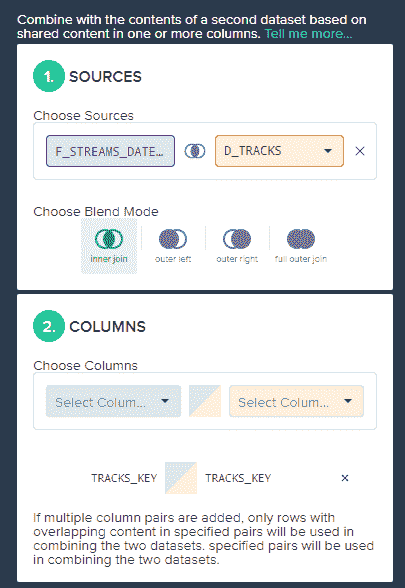 Combine with the contents of a second dataset based on
shared content in one or more columns. Tell me more...
1. SOURCES
Choose Sources
F_STREAMS_DATE... D_TRACKS ×
Choose Blend Mode
inner join outer left outer right full outer join
2. COLUMNS
Choose Columns
Select Colum... Select Colum...
TRACKS_KEY TRACKS_KEY ×
If multiple column pairs are added, only rows with
overlapping content in specified pairs will be used in
combining the two datasets. specified pairs will be used
in combining the two datasets.